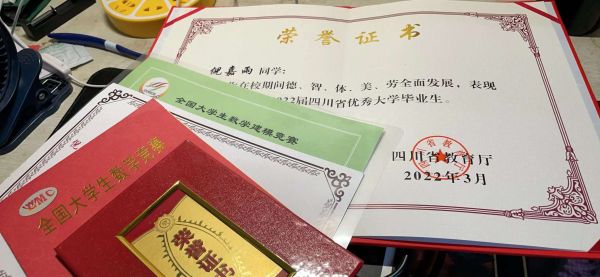 荣誉证书
倪嘉雨 同学:
在校期间德、智、体、美、劳全面发展，表现
2022届四川省优秀大学毕业生。
四川省教育厅
2022年3月
全国大学生数学建模竞赛
CMC
全国大学生数学竞赛
荣誉证书